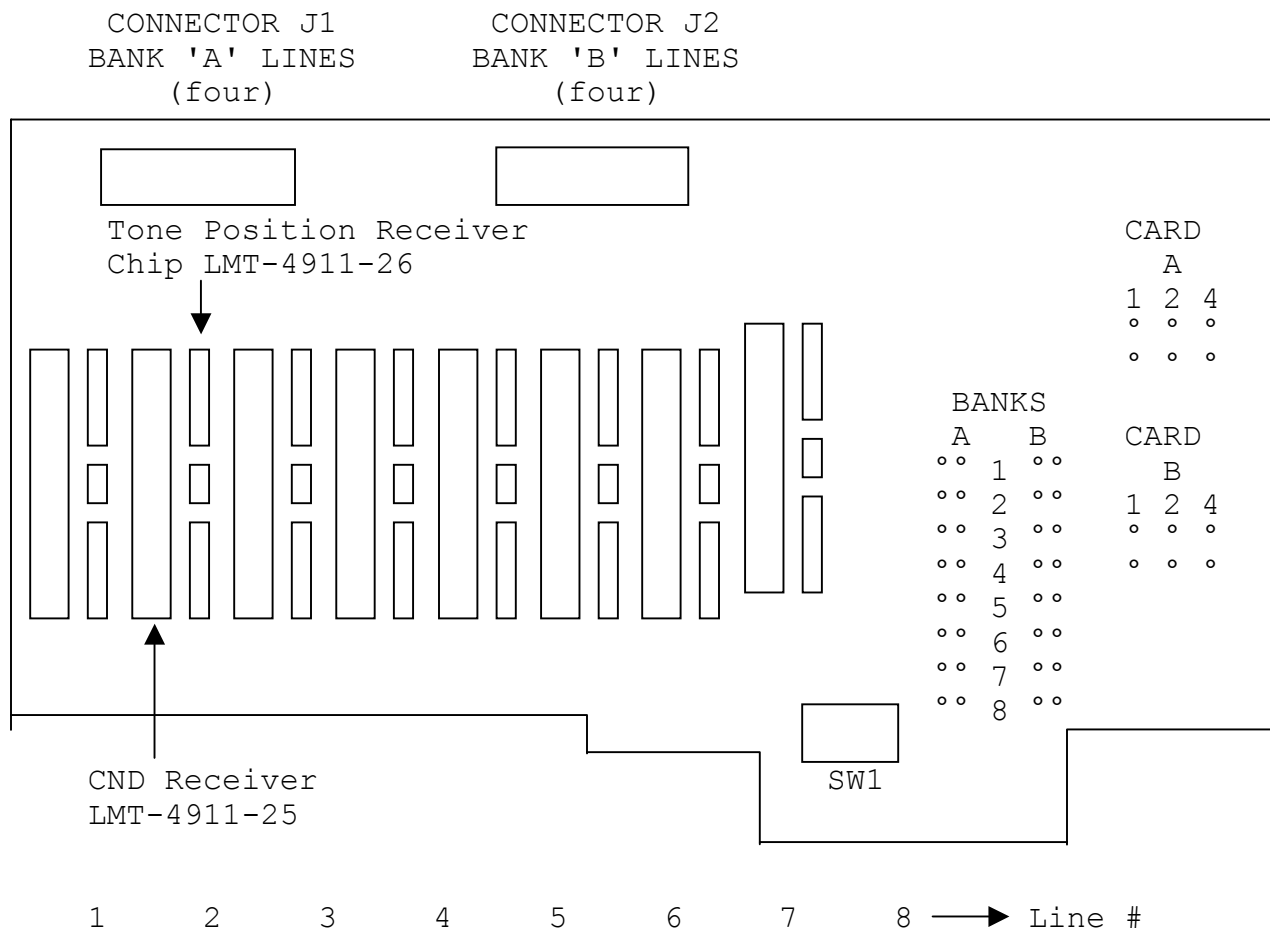 CONNECTOR J1
BANK 'A' LINES
(four)
CONNECTOR J2
BANK 'B' LINES
(four)
Tone Position Receiver
Chip LMT-4911-26
CARD
A
1 2 4
BANKS
A B
1
2
3
4
5
6
7
8
CARD
B
1 2 4
SW1
CND Receiver
LMT-4911-25
1 2 3 4 5 6 7 8 Line #